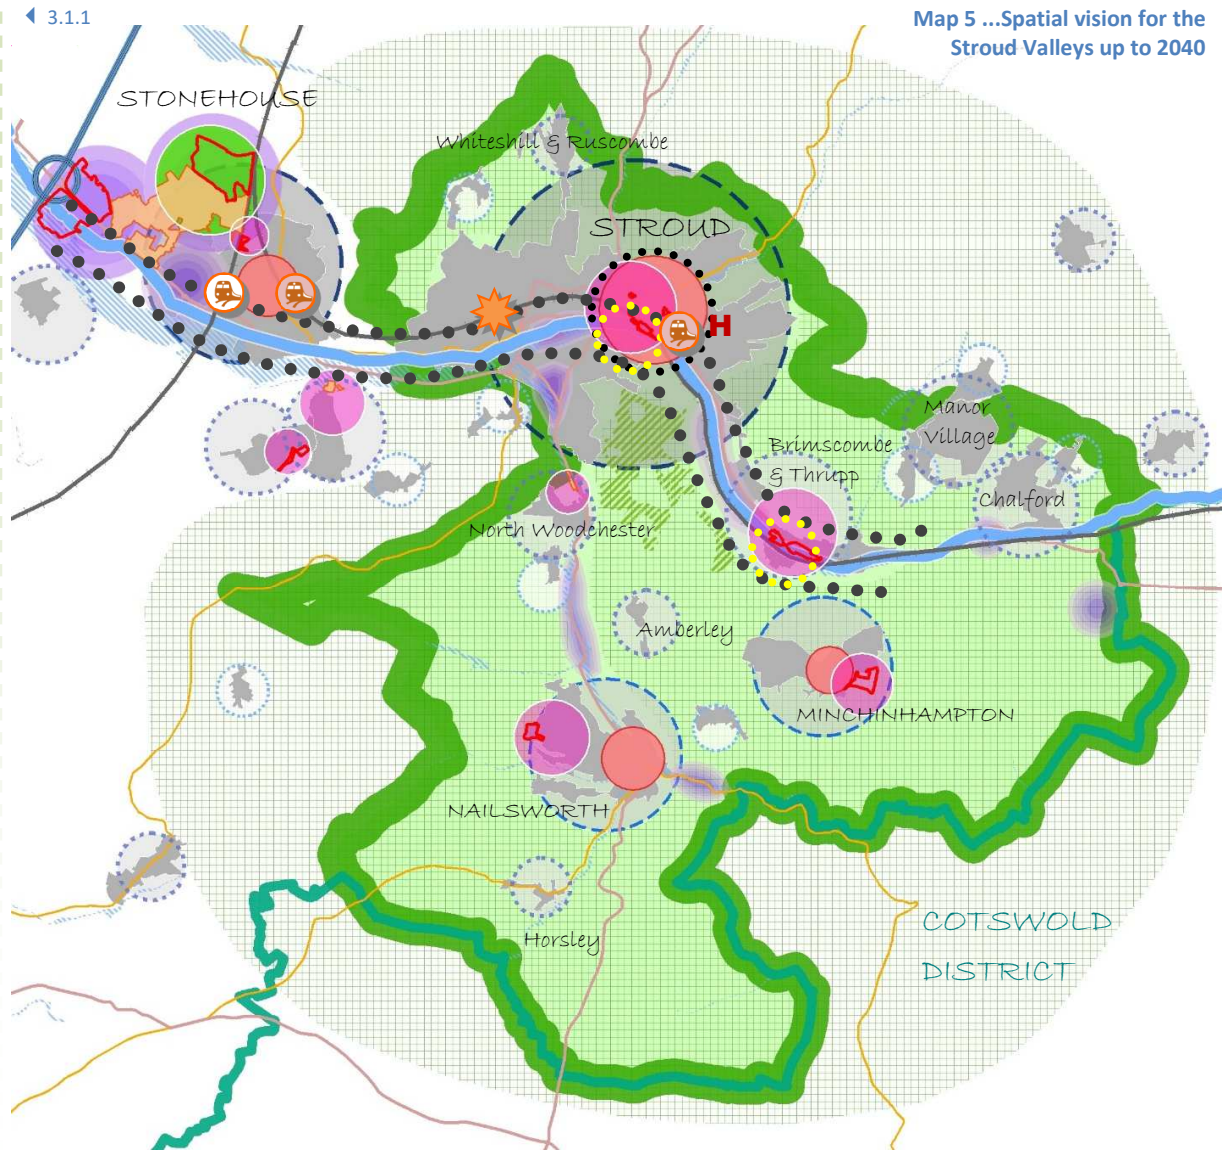 3.1.1
Map 5 ...Spatial vision for the
Stroud Valleys up to 2040
STONEHOUSE
Whiteshill & Ruscombe
STROUD
H
Manor
Village
Brimscombe
& Thrupp
Chalford
North Woodchester
Amberley
MINCHINHAMPTON
NAILSWORTH
COTSWOLD
DISTRICT
Horsley